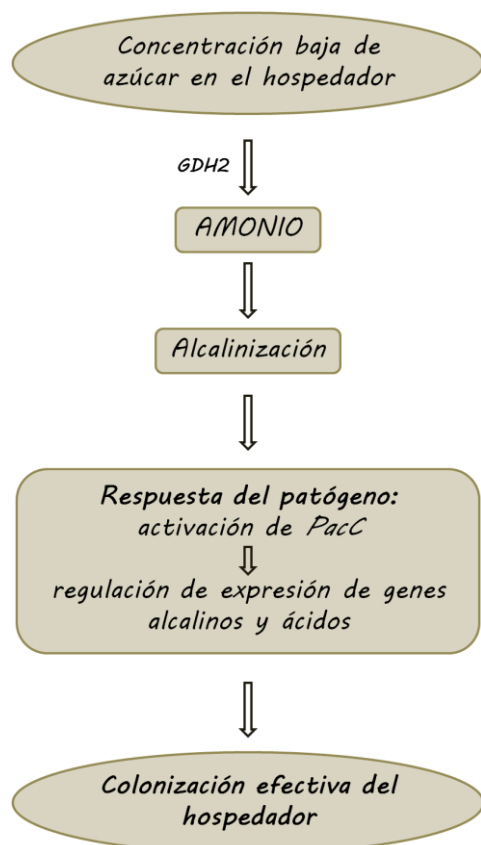 Concentración baja de
azúcar en el hospedador
GDH2
AMONIO
Alcalinización
Respuesta del patógeno:
activación de PacC
regulación de expresión de genes
alcalinos y ácidos
Colonización efectiva del
hospedador